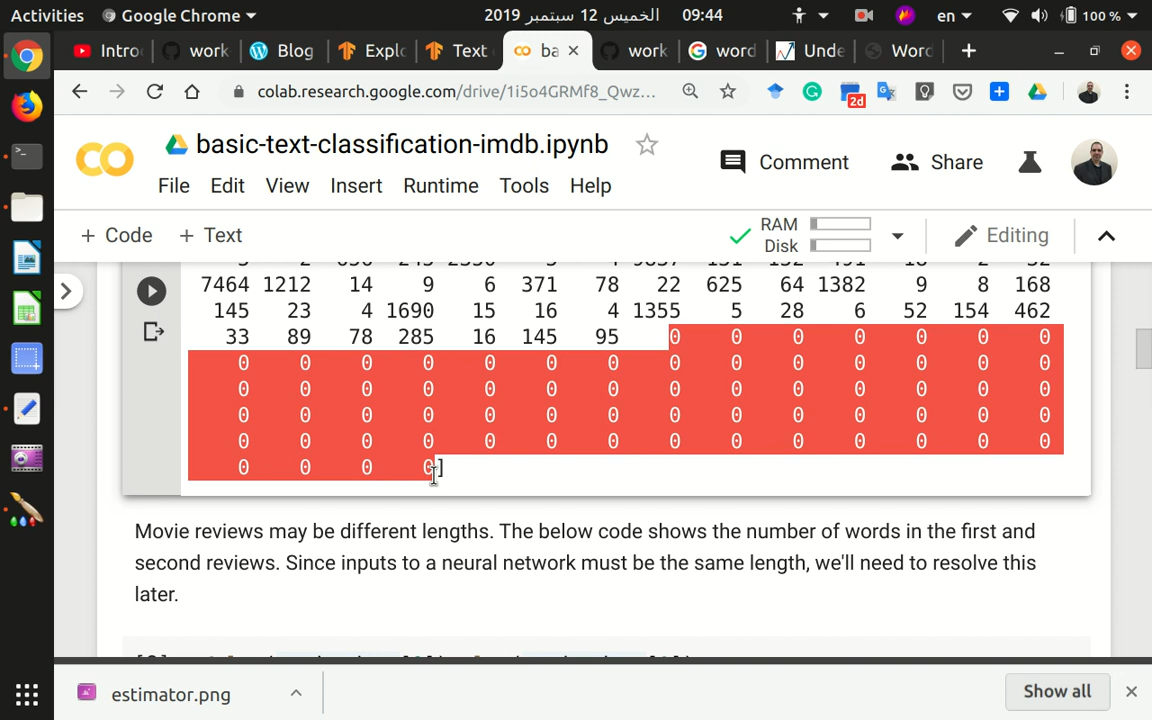 Activities Google Chrome 2019 الخميس 12 سبتمبر 09:44 en 100 %
Intro work Blog Explo Text ba work word Unde Word
colab.research.google.com/drive/1i5o4GRMf8_Qwz... 2d
basic-text-classification-imdb.ipynb
Comment Share
File Edit View Insert Runtime Tools Help
+ Code + Text RAM Disk Editing
7464 1212 14 9 6 371 78 22 625 64 1382 9 8 168
145 23 4 1690 15 16 4 1355 5 28 6 52 154 462
33 89 78 285 16 145 95 0 0 0 0 0 0 0
0 0 0 0 0 0 0 0 0 0 0 0 0 0
0 0 0 0 0 0 0 0 0 0 0 0 0 0
0 0 0 0 0 0 0 0 0 0 0 0 0 0
0 0 0 0 0 0 0 0 0 0 0 0 0 0
0 0 0 0]
Movie reviews may be different lengths. The below code shows the number of words in the first and
second reviews. Since inputs to a neural network must be the same length, we'll need to resolve this
later.
estimator.png Show all